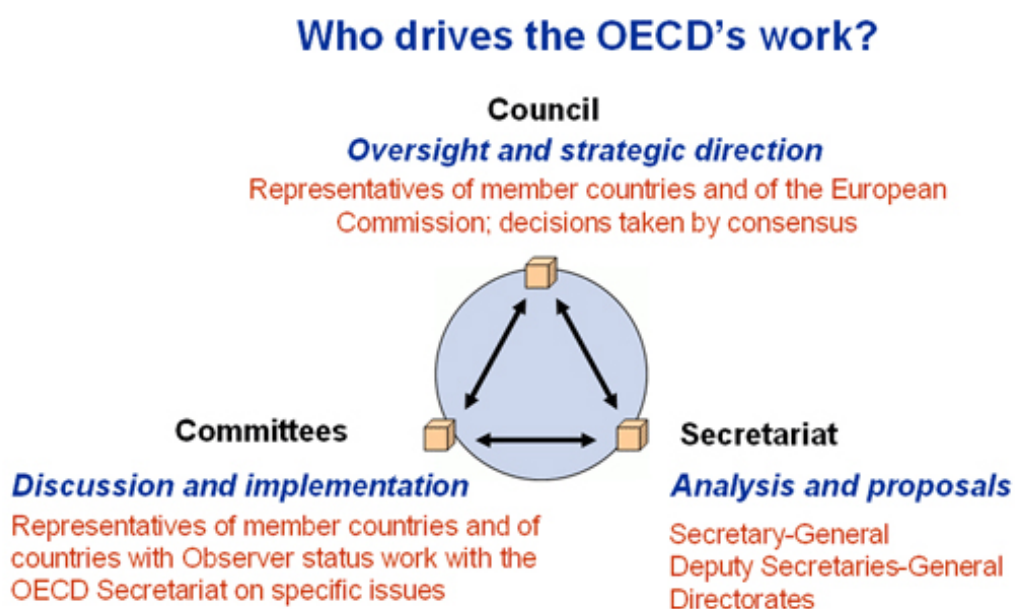 Who drives the OECD's work?
Council
Oversight and strategic direction
Representatives of member countries and of the European
Commission; decisions taken by consensus
Committees
Discussion and implementation
Representatives of member countries and of
countries with Observer status work with the
OECD Secretariat on specific issues
Secretariat
Analysis and proposals
Secretary-General
Deputy Secretaries-General
Directorates